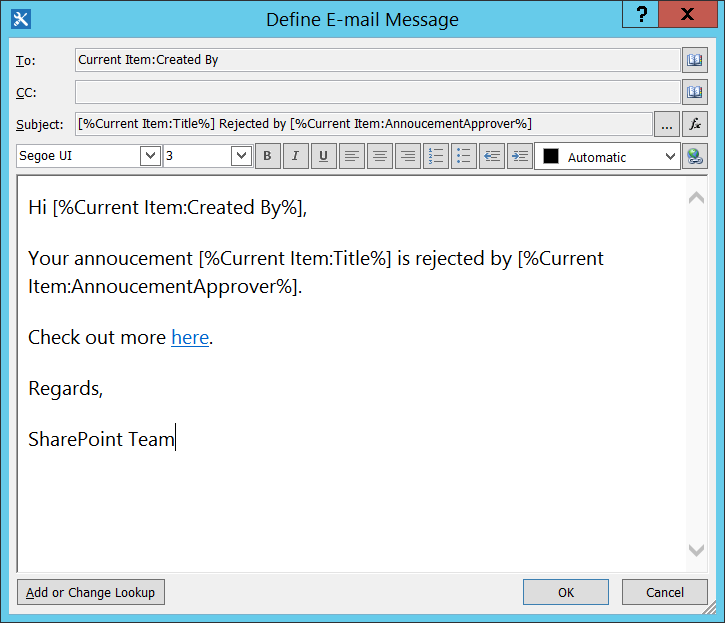 Define E-mail Message
?
X
To: Current Item:Created By
CC:
Subject: [%Current Item:Title%] Rejected by [%Current Item:AnnoucementApprover%] ... fx
Segoe UI 3 B I U Automatic
Hi [%Current Item:Created By%],
Your annoucement [%Current Item:Title%] is rejected by [%Current
Item:AnnoucementApprover%].
Check out more here.
Regards,
SharePoint Team
Add or Change Lookup OK Cancel